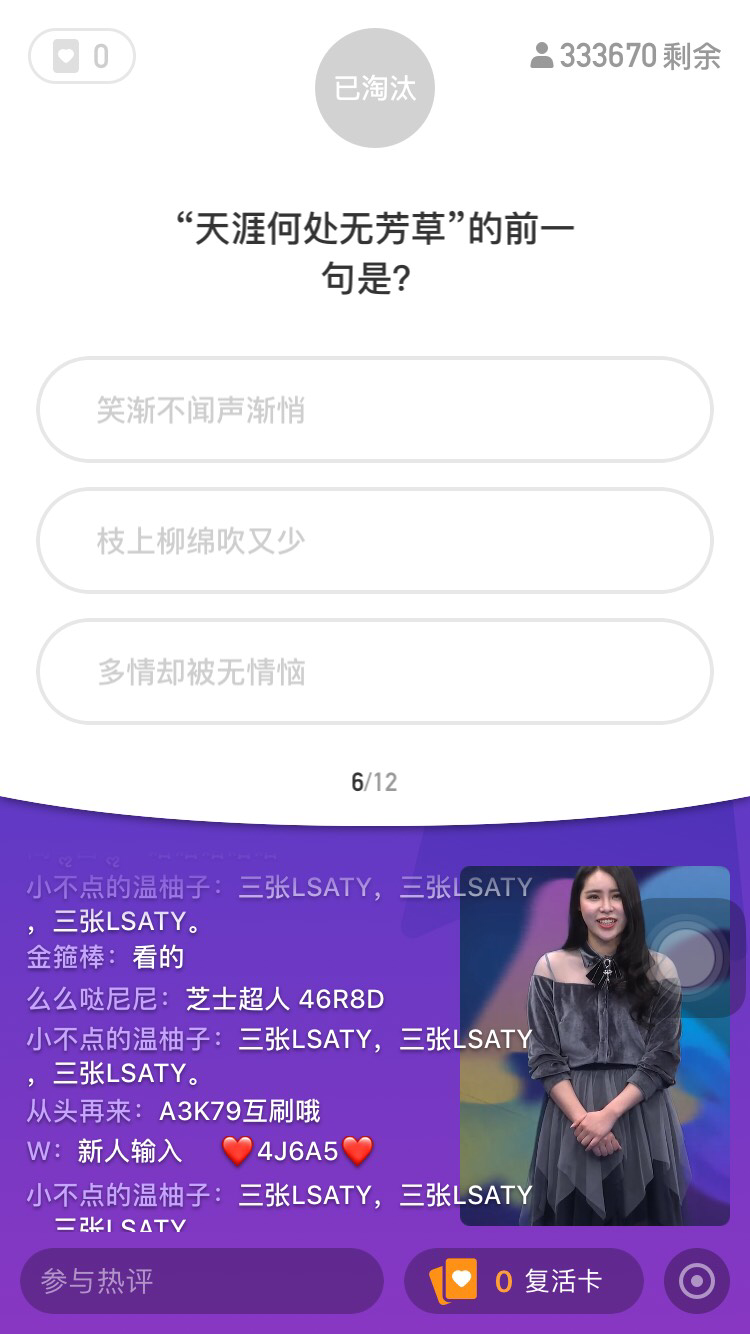 0
已淘汰
333670 剩余
“天涯何处无芳草”的前一
句是?
笑渐不闻声渐悄
枝上柳绵吹又少
多情却被无情恼
6/12
小不点的温柚子：三张LSATY，三张LSATY
，三张LSATY。
金箍棒：看的
么么哒尼尼：芝士超人 46R8D
小不点的温柚子：三张LSATY，三张LSATY
，三张LSATY。
从头再来：A3K79互刷哦
W：新人输入 ❤️4J6A5❤️
小不点的温柚子：三张LSATY，三张LSATY
三张LSATY
参与热评
0 复活卡